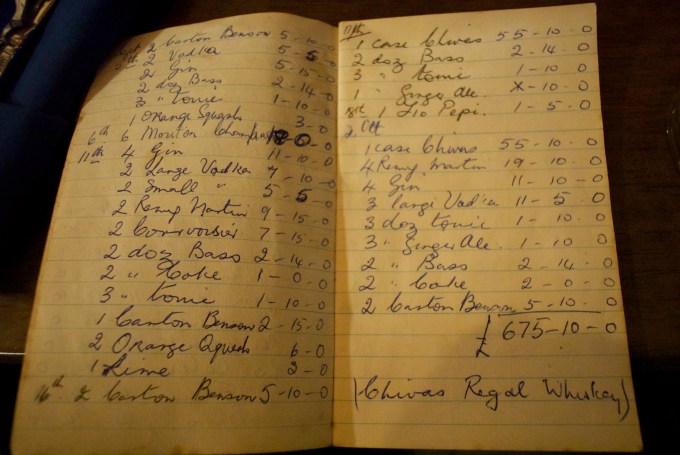 Sept 2 Carton Benson 5-10-0
5th 2 Vodka 5-5-0
2 Gin 5-15-0
2 doz Bass 2-14-0
3 " tonic 1-10-0
1 Orange Squash 3-0
6th 6 Mouton
11th 4 Gin 11-10-0
2 Large Vodka 7-10-0
2 Small " 5-5-0
2 Remy Martin 9-15-0
2 Courvoisier 7-15-0
2 doz Bass 2-14-0
2 " Coke 1-0-0
3 " tonic 1-10-0
1 Carton Benson 2-15-0
2 Orange Squash 6-0
1 Lime 2-0
16th 2 Carton Benson 5-10-0
17th
1 case Chivas 55-10-0
2 doz Bass 2-14-0
3 " tonic 1-10-0
1 " Ginger Ale. X-10-0
18th 1 Tio Pepi. 1-5-0
2 Ott
1 case Chivas 55-10-0
4 Remy Martin 19-10-0
4 Gin 11-10-0
3 large Vodka 11-5-0
3 doz tonic 1-10-0
3 " Ginger Ale. 1-10-0
2 " Bass 2-14-0
2 " Coke 2-0-0
2 Carton Benson 5-10-0
£ 675-10-0
(Chivas Regal Whiskey)